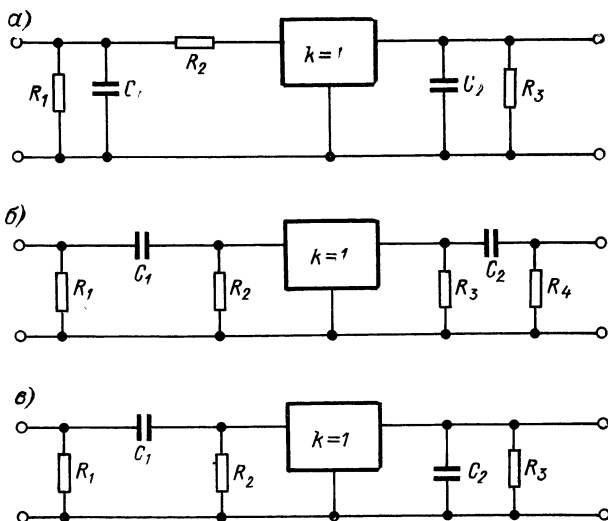 а)
R₁
C₁
R₂
k=1
C₂
R₃
б)
R₁
C₁
R₂
k=1
R₃
C₂
R₄
в)
R₁
C₁
R₂
k=1
C₂
R₃